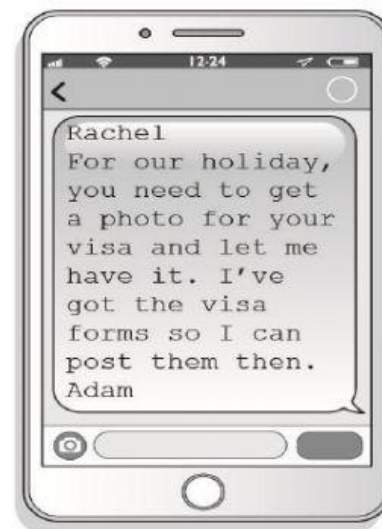 12-24
Rachel
For our holiday,
you need to get
a photo for your
visa and let me
have it. I've
got the visa
forms so I can
post them then.
Adam